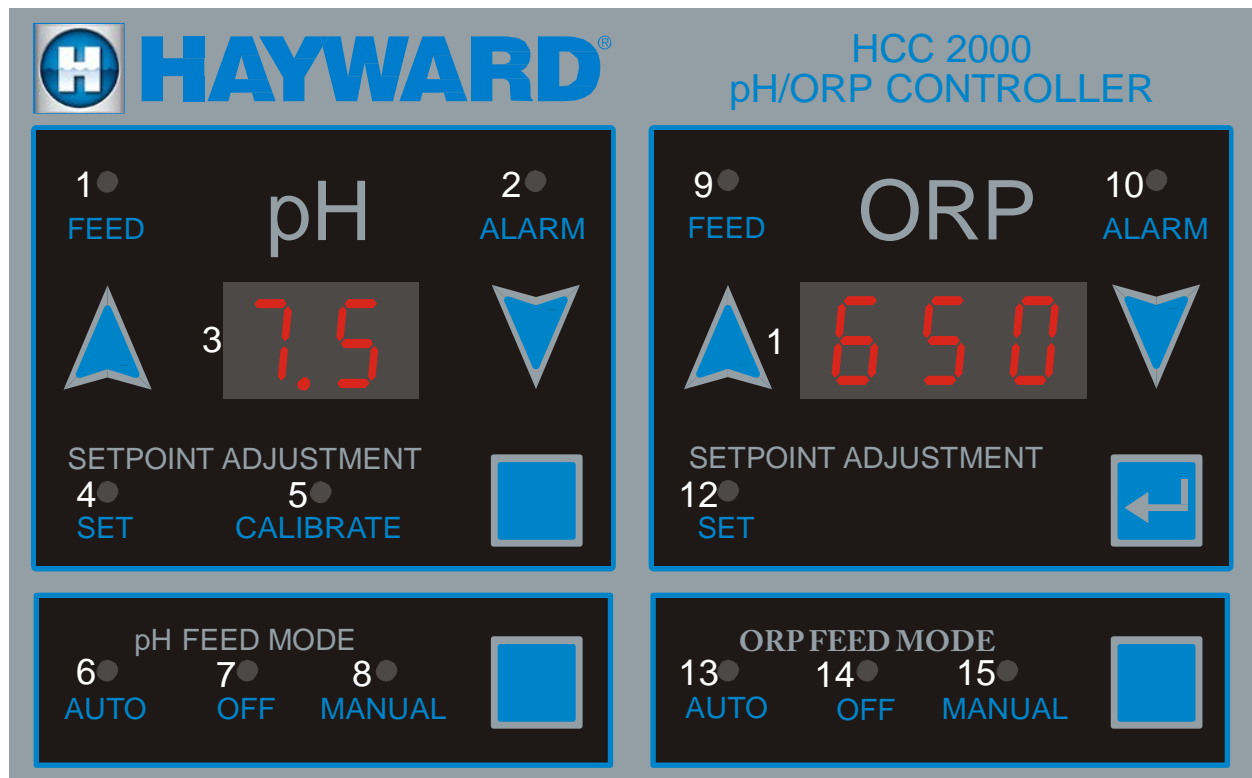 HAYWARD®
HCC 2000
pH/ORP CONTROLLER
1
2
pH
FEED
ALARM
3
7.5
SETPOINT ADJUSTMENT
4
5
SET
CALIBRATE
pH FEED MODE
6
7
8
AUTO
OFF
MANUAL
9
10
ORP
FEED
ALARM
1
650
SETPOINT ADJUSTMENT
12
SET
ORP FEED MODE
13
14
15
AUTO
OFF
MANUAL